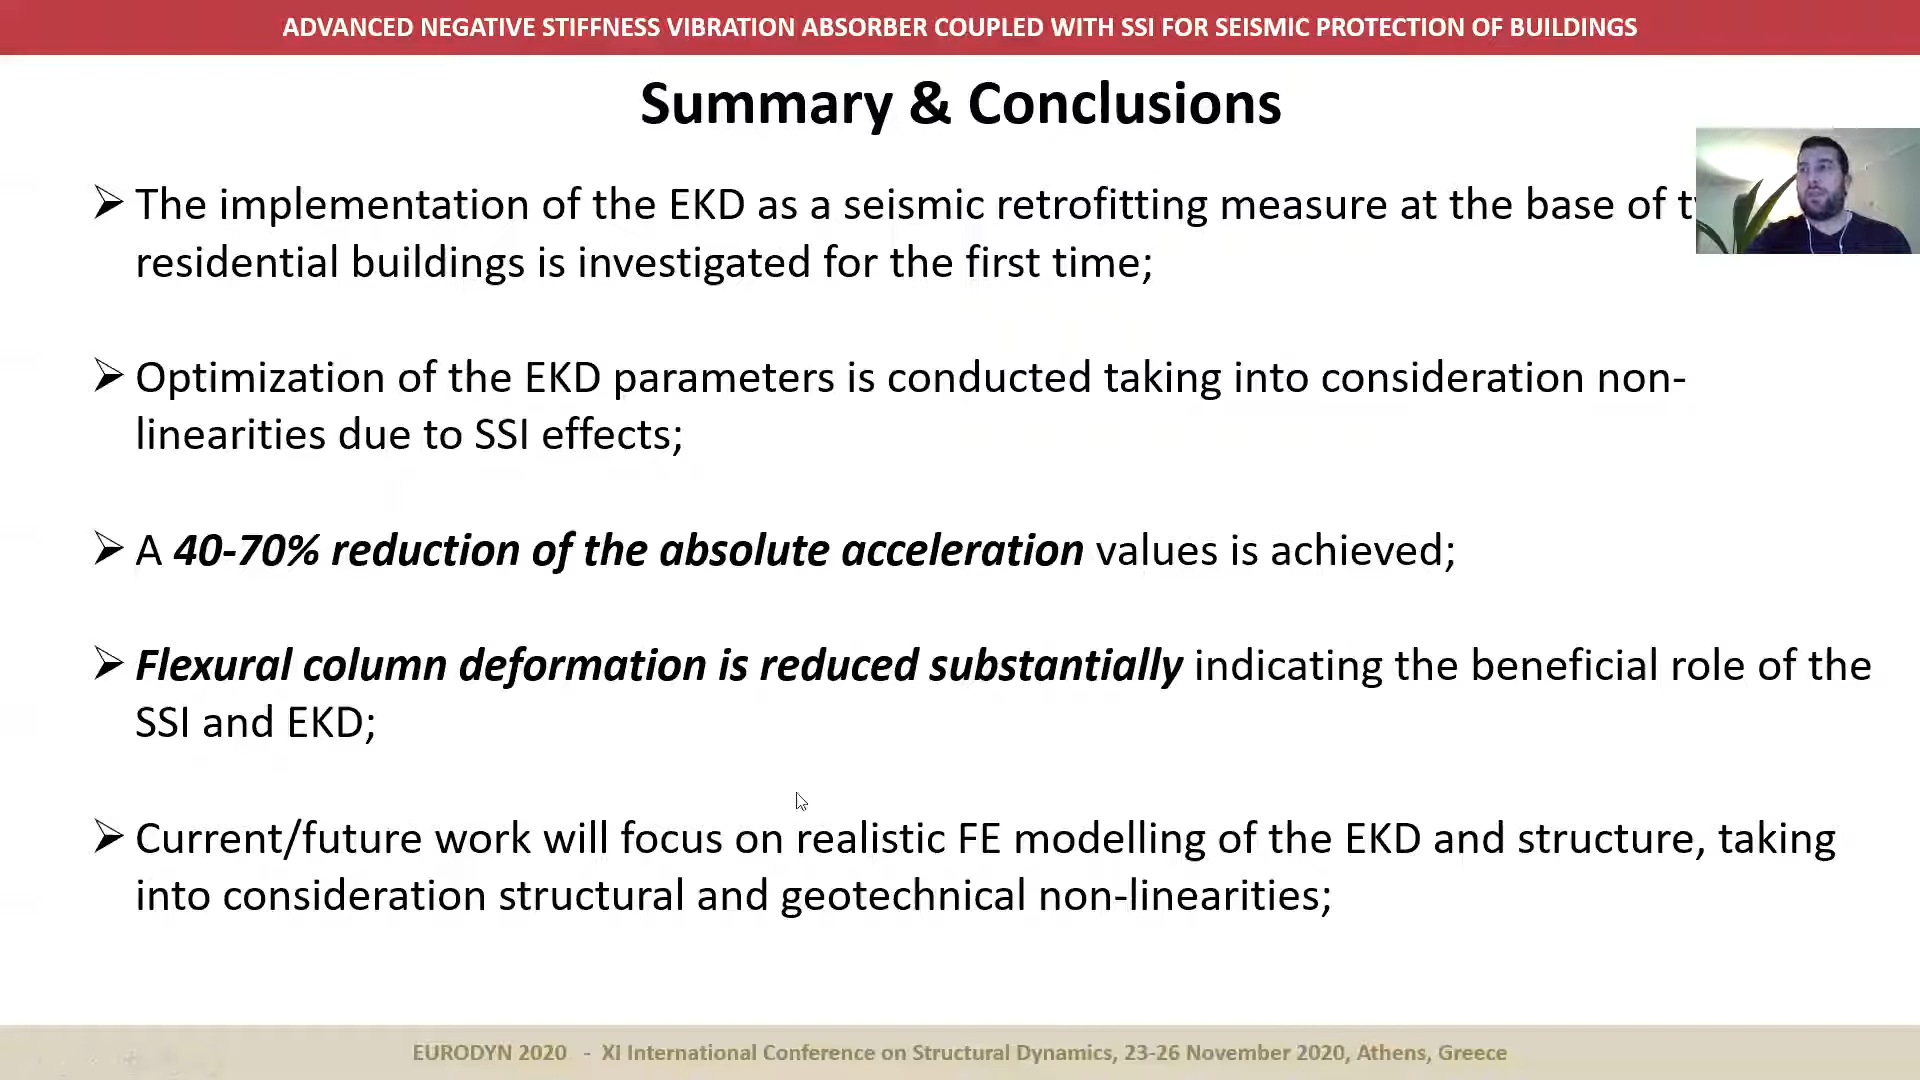 ADVANCED NEGATIVE STIFFNESS VIBRATION ABSORBER COUPLED WITH SSI FOR SEISMIC PROTECTION OF BUILDINGS
Summary & Conclusions
➢ The implementation of the EKD as a seismic retrofitting measure at the base of
residential buildings is investigated for the first time;
➢ Optimization of the EKD parameters is conducted taking into consideration non-
linearities due to SSI effects;
➢ A 40-70% reduction of the absolute acceleration values is achieved;
➢ Flexural column deformation is reduced substantially indicating the beneficial role of the
SSI and EKD;
➢ Current/future work will focus on realistic FE modelling of the EKD and structure, taking
into consideration structural and geotechnical non-linearities;
EURODYN 2020 - XI International Conference on Structural Dynamics, 23-26 November 2020, Athens, Greece